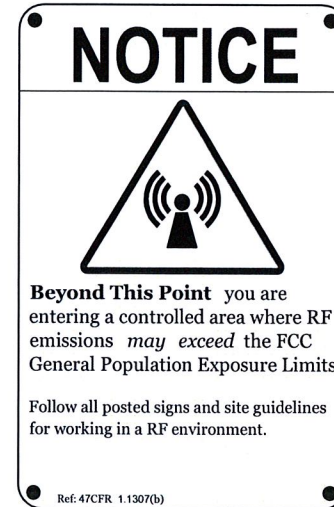 NOTICE
Beyond This Point you are
entering a controlled area where RF
emissions may exceed the FCC
General Population Exposure Limits
Follow all posted signs and site guidelines
for working in a RF environment.
Ref: 47CFR 1.1307(b)